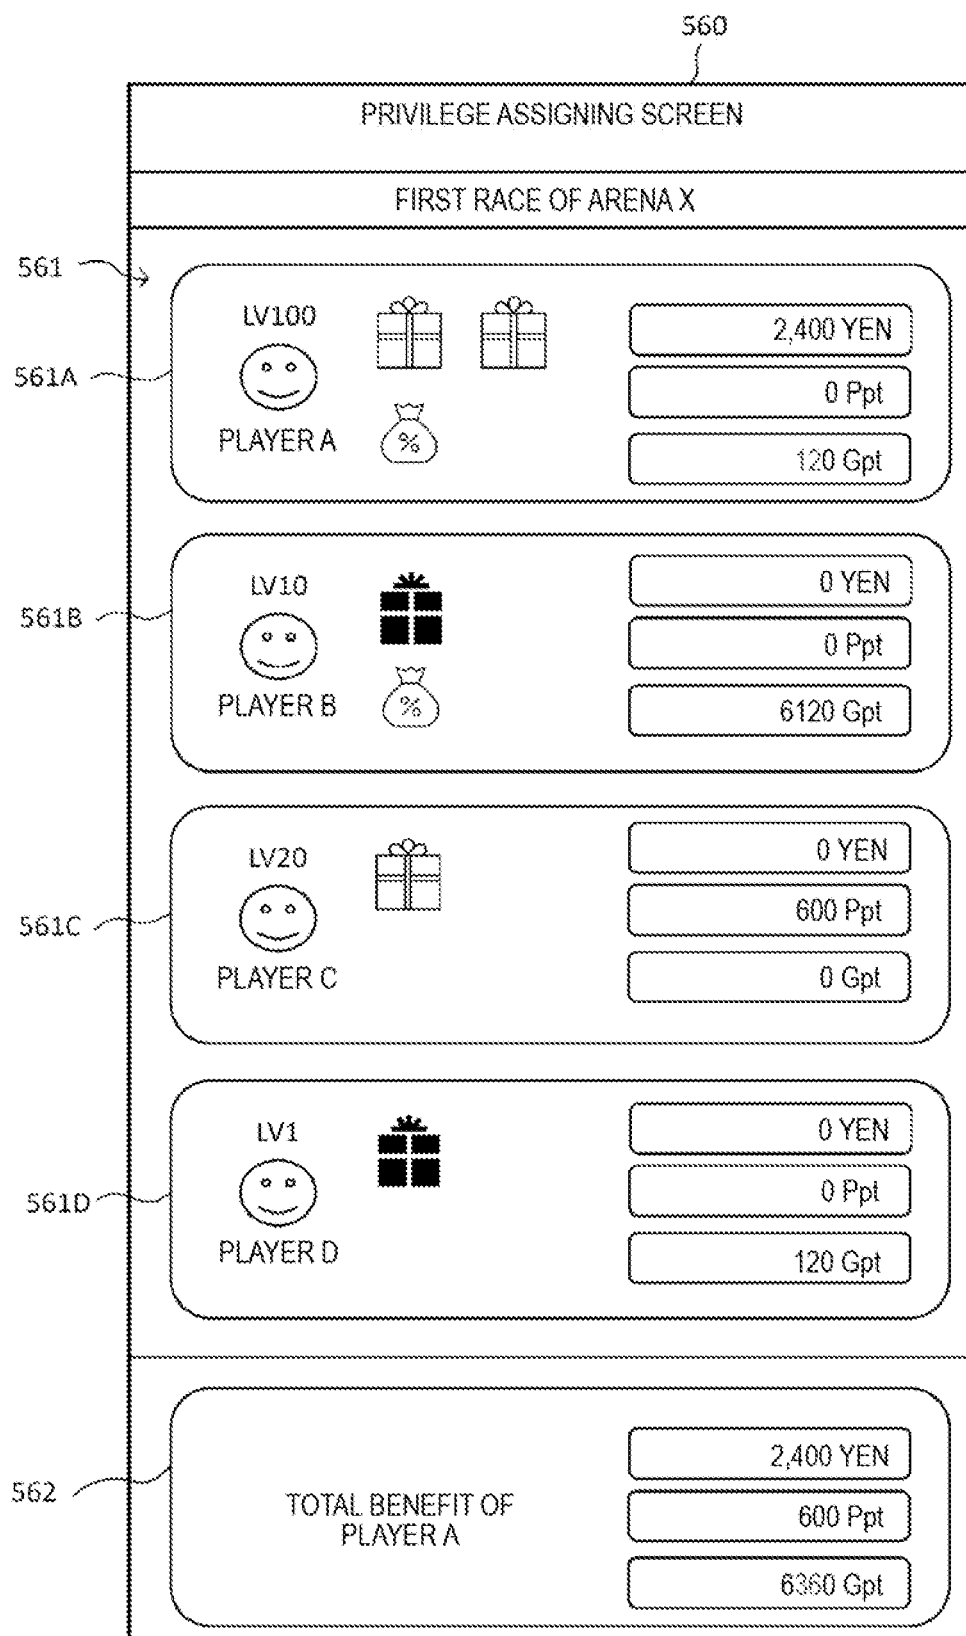 560
PRIVILEGE ASSIGNING SCREEN
FIRST RACE OF ARENA X
561
561A
LV100
PLAYER A
%
2,400 YEN
0 Ppt
120 Gpt
561B
LV10
PLAYER B
%
0 YEN
0 Ppt
6120 Gpt
561C
LV20
PLAYER C
0 YEN
600 Ppt
0 Gpt
561D
LV1
PLAYER D
0 YEN
0 Ppt
120 Gpt
562
TOTAL BENEFIT OF
PLAYER A
2,400 YEN
600 Ppt
6360 Gpt